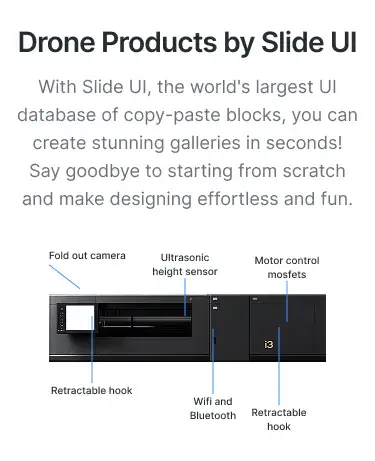 Drone Products by Slide UI
With Slide UI, the world's largest UI
database of copy-paste blocks, you can
create stunning galleries in seconds!
Say goodbye to starting from scratch
and make designing effortless and fun.
Fold out camera
Ultrasonic
height sensor
Motor control
mosfets
i3
Retractable hook
Wifi and
Bluetooth
Retractable
hook